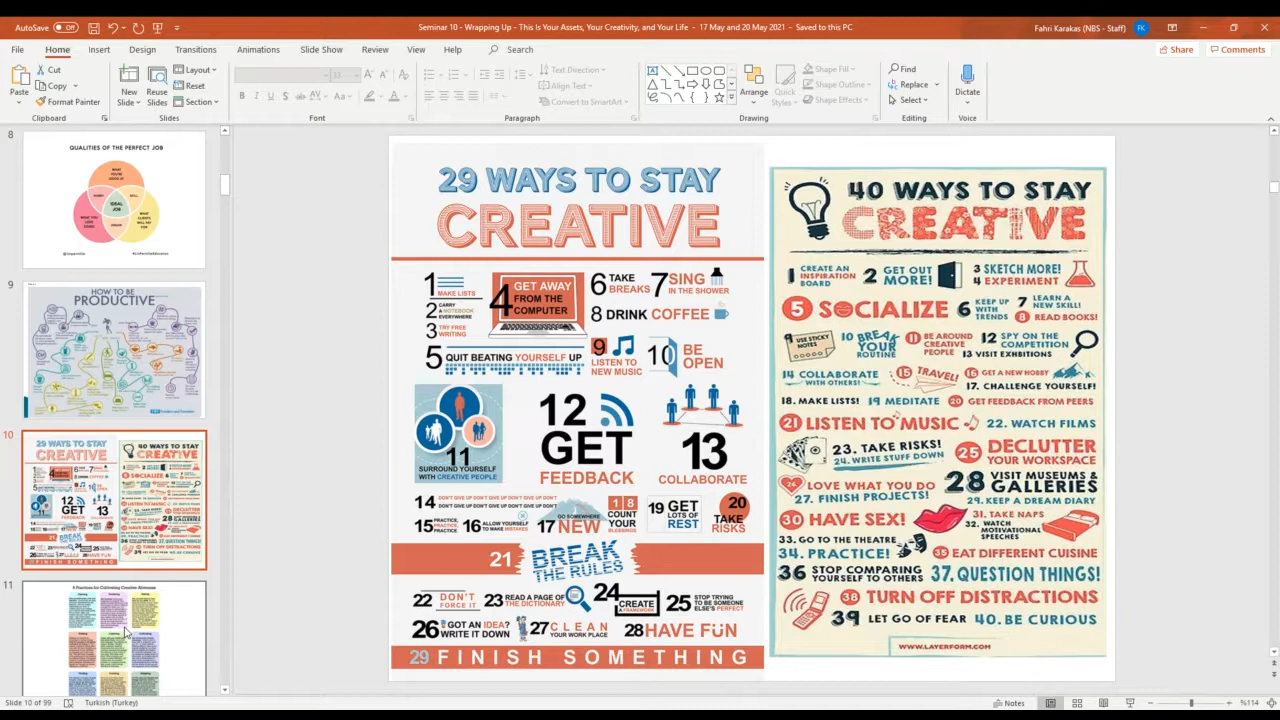 AutoSave Off
Seminar 10 - Wrapping Up - This Is Your Assets, Your Creativity, and Your Life - 17 May and 20 May 2021 - Saved to this PC
Fahri Karakas (NBS - Staff) FK
File Home Insert Design Transitions Animations Slide Show Review View Help Search
Share Comments
Paste Cut Copy Format Painter
New Slide Reuse Slides Layout Reset Section
Text Direction Align Text Convert to SmartArt
Arrange Quick Styles Shape Fill Shape Outline Shape Effects
Find Replace Select Dictate
Clipboard Slides Font Paragraph Drawing Editing Voice
8
QUALITIES OF THE PERFECT JOB
IDEAL JOB
9
HOW TO BE
PRODUCTIVE
10
11
29 WAYS TO STAY
CREATIVE
1 MAKE LISTS
2 CARRY A NOTEBOOK EVERYWHERE
3 TRY FREE WRITING
4 GET AWAY FROM THE COMPUTER
5 QUIT BEATING YOURSELF UP
6 TAKE BREAKS
7 SING IN THE SHOWER
8 DRINK COFFEE
9 LISTEN TO NEW MUSIC
10 BE OPEN
11 SURROUND YOURSELF WITH CREATIVE PEOPLE
12 GET FEEDBACK
13 COLLABORATE
14 DON'T GIVE UP DON'T GIVE UP DON'T GIVE UP DON'T GIVE UP
15 PRACTICE, PRACTICE, PRACTICE
16 ALLOW YOURSELF TO MAKE MISTAKES
17 GO SOMEWHERE NEW
18 COUNT YOUR BLESSINGS
19 GET LOTS OF REST
20 TAKE RISKS
21 BREAK THE RULES
22 DON'T FORCE IT
23 READ A PAGE OF THE DICTIONARY
24 CREATE A FRAMEWORK
25 STOP TRYING TO BE SOMEONE ELSE'S PERFECT
26 GOT AN IDEA? WRITE IT DOWN
27 CLEAN YOUR WORK PLACE
28 HAVE FUN
29 FINISH SOMETHING
40 WAYS TO STAY
CREATIVE
1 CREATE AN INSPIRATION BOARD
2 GET OUT MORE!
3 SKETCH MORE!
4 EXPERIMENT
5 SOCIALIZE
6 KEEP UP WITH TRENDS
7 LEARN A NEW SKILL!
8 READ BOOKS!
9 USE STICKY NOTES
10 BREAK YOUR ROUTINE
11 BE AROUND CREATIVE PEOPLE
12 SPY ON THE COMPETITION
13 VISIT EXHIBITIONS
14 COLLABORATE WITH OTHERS!
15 TRAVEL!
16 GET A NEW HOBBY
17. CHALLENGE YOURSELF!
18. MAKE LISTS!
19 MEDITATE
20 GET FEEDBACK FROM PEERS
21 LISTEN TO MUSIC
22. WATCH FILMS
23. TAKE RISKS!
24. WRITE STUFF DOWN
25 DECLUTTER YOUR WORKSPACE
26 LOVE WHAT YOU DO
27. FINISH PROJECTS!
28 VISIT MUSEUMS & GALLERIES
29. KEEP A DREAM DIARY
30 HAVE SEX!
31. TAKE NAPS
32. WATCH MOTIVATIONAL SPEECHES
33. GO TO THE THEATRE
34. PRACTICE!
35 EAT DIFFERENT CUISINE
36 STOP COMPARING YOURSELF TO OTHERS
37. QUESTION THINGS!
38 TURN OFF DISTRACTIONS
39 LET GO OF FEAR
40. BE CURIOUS
WWW.LAYERFORM.COM
Slide 10 of 99 Turkish (Turkey)
Notes %114